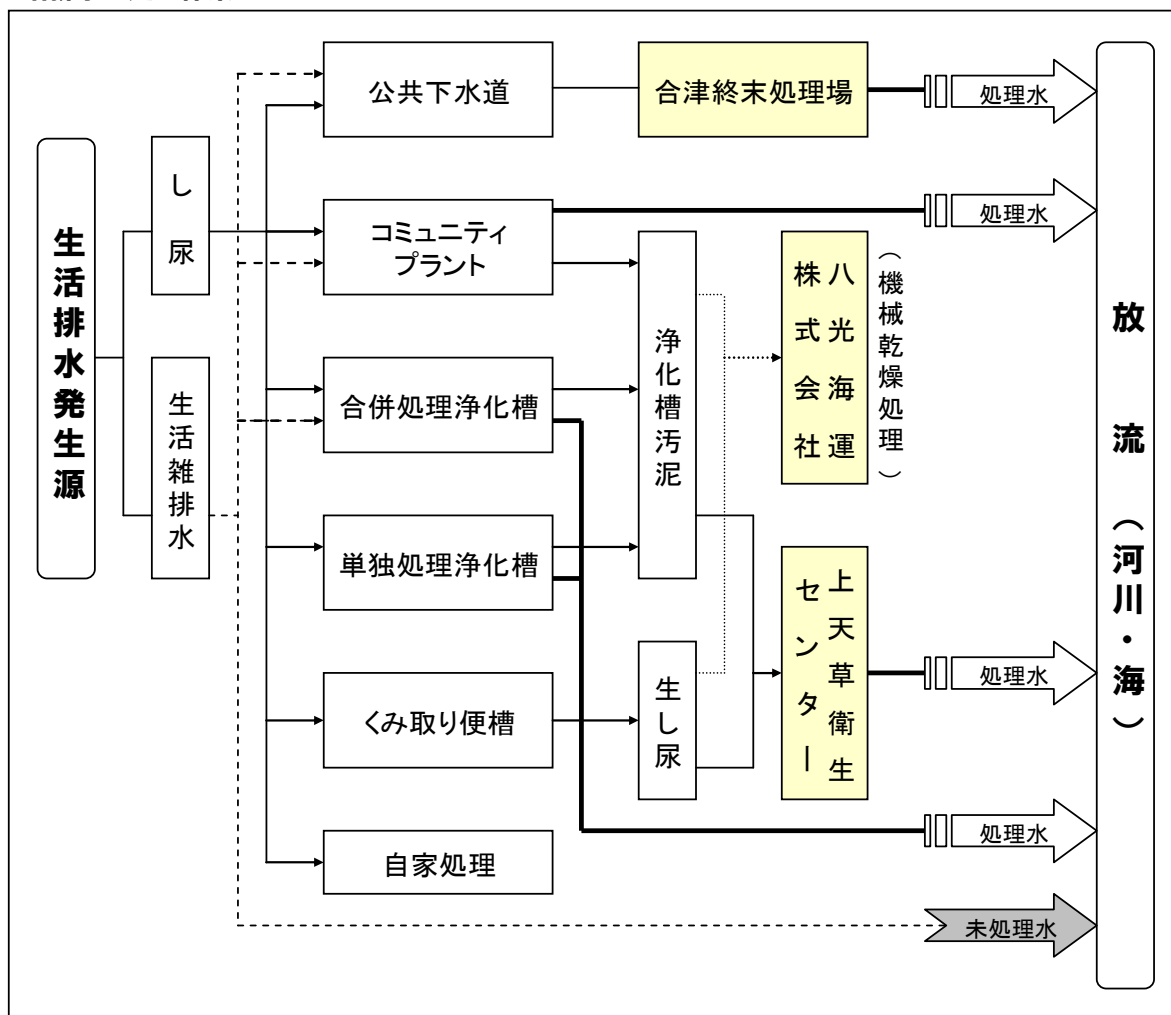 生活排水発生源
し尿
生活雑排水
公共下水道
合津終末処理場
処理水
コミュニティ
プラント
処理水
合併処理浄化槽
単独処理浄化槽
くみ取り便槽
自家処理
浄化槽汚泥
生し尿
八光海運
株式会社
（機械乾燥処理）
上天草衛生
センター
処理水
処理水
未処理水
放流（河川・海）